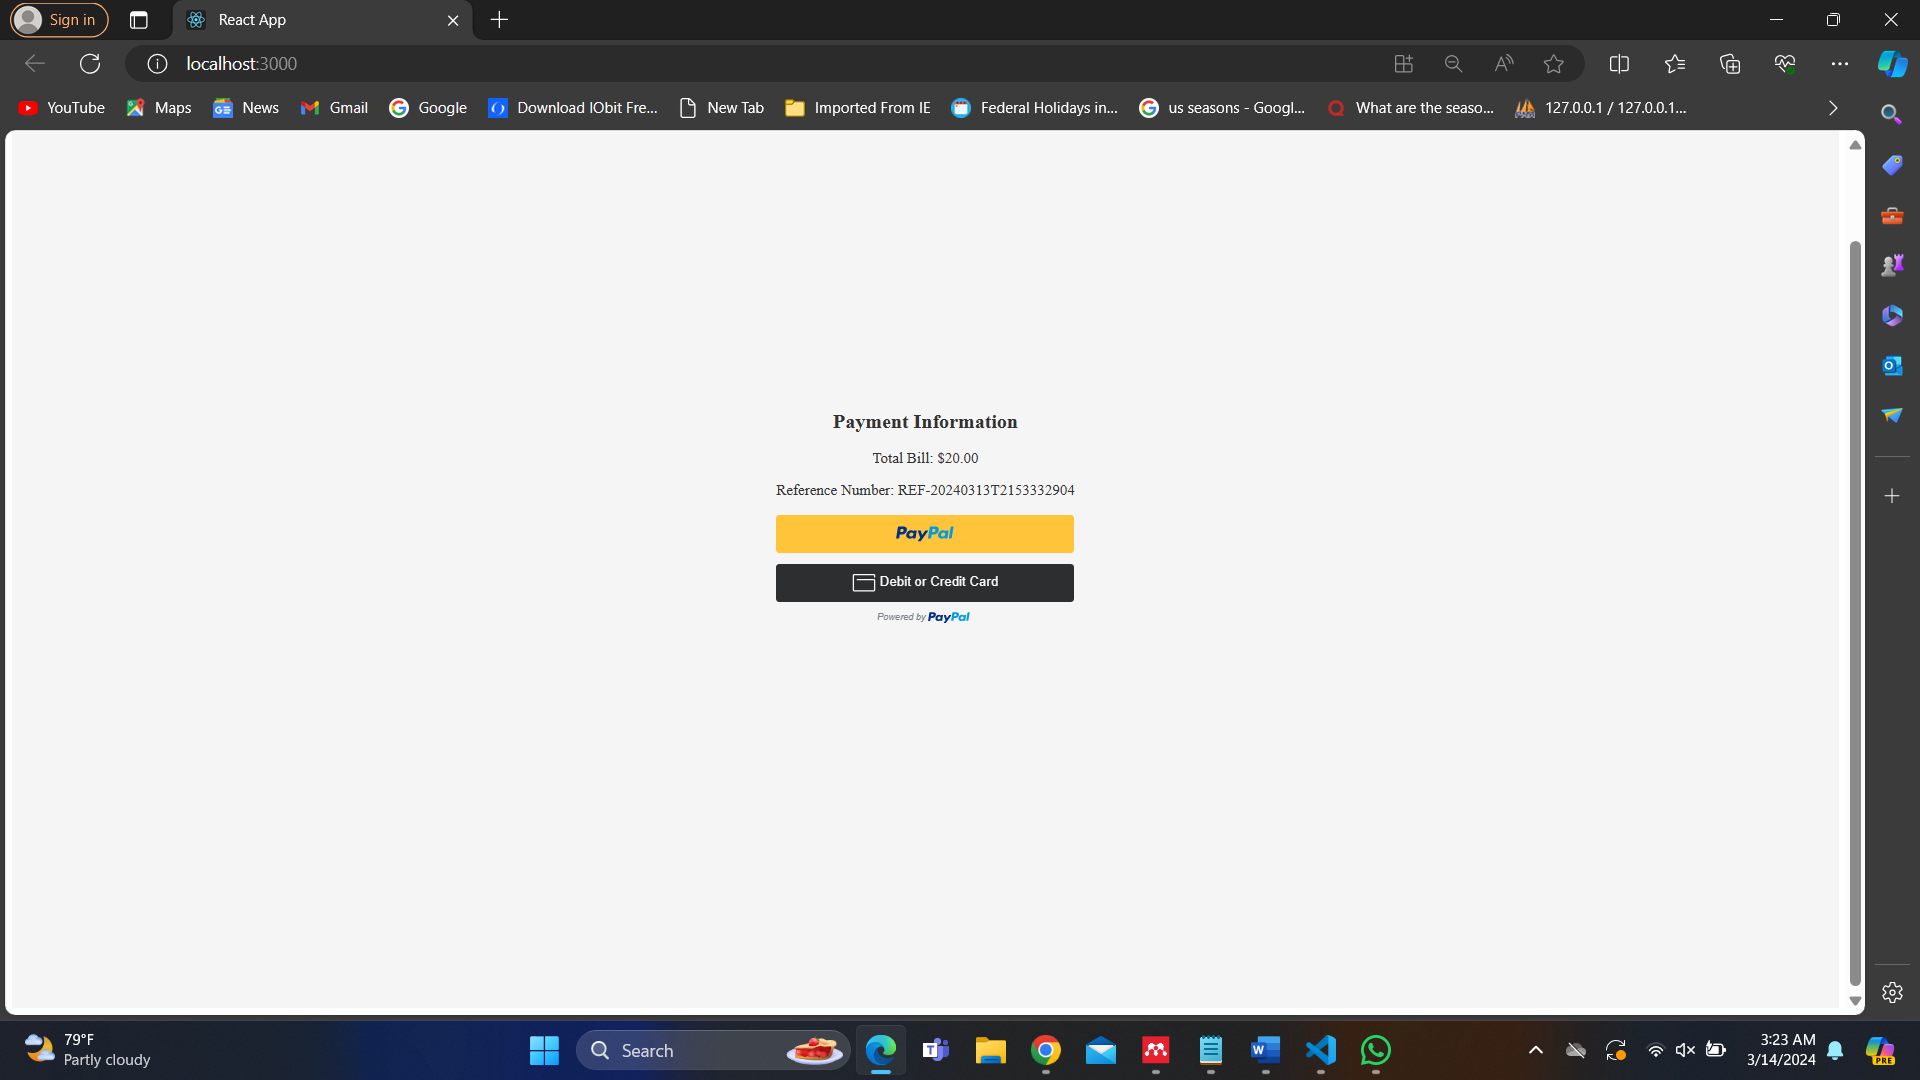 Sign in
React App
localhost:3000
YouTube
Maps
News
Gmail
Google
Download IObit Fre...
New Tab
Imported From IE
Federal Holidays in...
us seasons - Googl...
What are the seaso...
127.0.0.1 / 127.0.0.1...
Payment Information
Total Bill: $20.00
Reference Number: REF-20240313T2153332904
PayPal
Debit or Credit Card
Powered by PayPal
79°F
Partly cloudy
Search
3:23 AM
3/14/2024
PRE